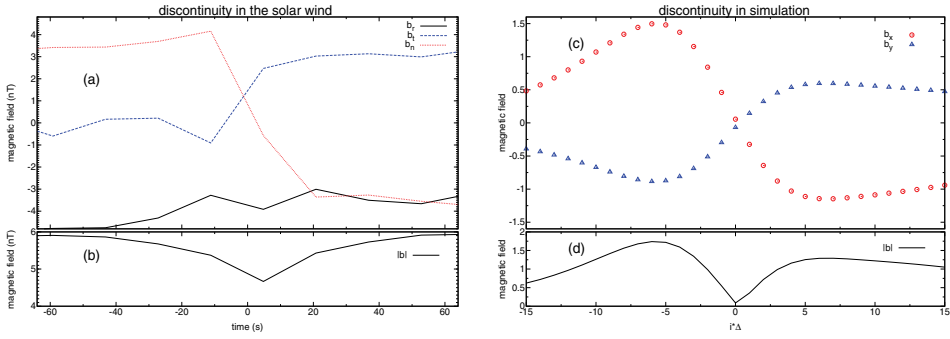 discontinuity in the solar wind
b_r
b_t
b_n
(a)
magnetic field (nT)
4
3
2
1
0
-1
-2
-3
-4
(b)
|b|
magnetic field (nT)
6
5
4
-60
-40
-20
0
20
40
60
time (s)
discontinuity in simulation
(c)
b_x
b_y
magnetic field
1.5
1
0.5
0
-0.5
-1
-1.5
(d)
|b|
magnetic field
2
1.5
1
0.5
0
-15
-10
-5
0
5
10
15
i*Δ